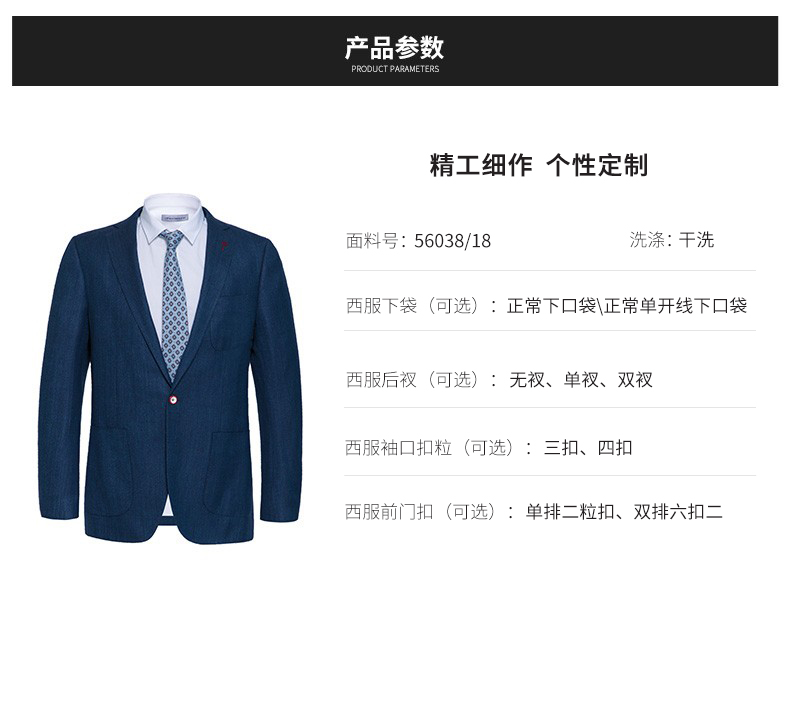 产品参数
PRODUCT PARAMETERS
精工细作 个性定制
面料号：56038/18
洗涤：干洗
西服下袋（可选）：正常下口袋\正常单开线下口袋
西服后衩（可选）：无衩、单衩、双衩
西服袖口扣粒（可选）：三扣、四扣
西服前门扣（可选）：单排二粒扣、双排六扣二